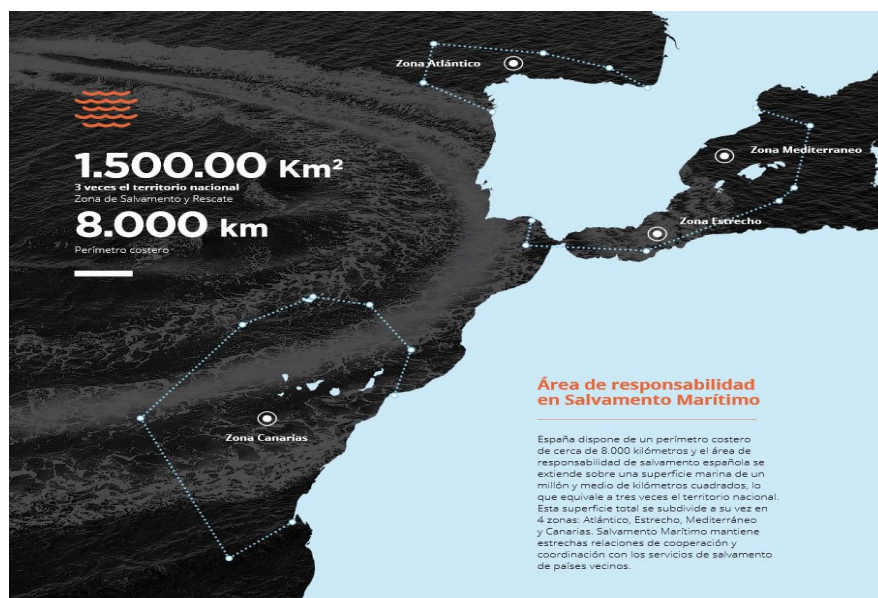 Zona Atlántico
1.500.00 Km²
3 veces el territorio nacional
Zona de Salvamento y Rescate
8.000 km
Perímetro costero
Zona Mediterraneo
Zona Estrecho
Zona Canarias
Área de responsabilidad
en Salvamento Marítimo
España dispone de un perímetro costero
de cerca de 8.000 kilómetros y el área de
responsabilidad de salvamento española se
extiende sobre una superficie marina de un
millón y medio de kilómetros cuadrados, lo
que equivale a tres veces el territorio nacional.
Esta superficie total se subdivide a su vez en
4 zonas: Atlántico, Estrecho, Mediterráneo
y Canarias. Salvamento Marítimo mantiene
estrechas relaciones de cooperación y
coordinación con los servicios de salvamento
de países vecinos.